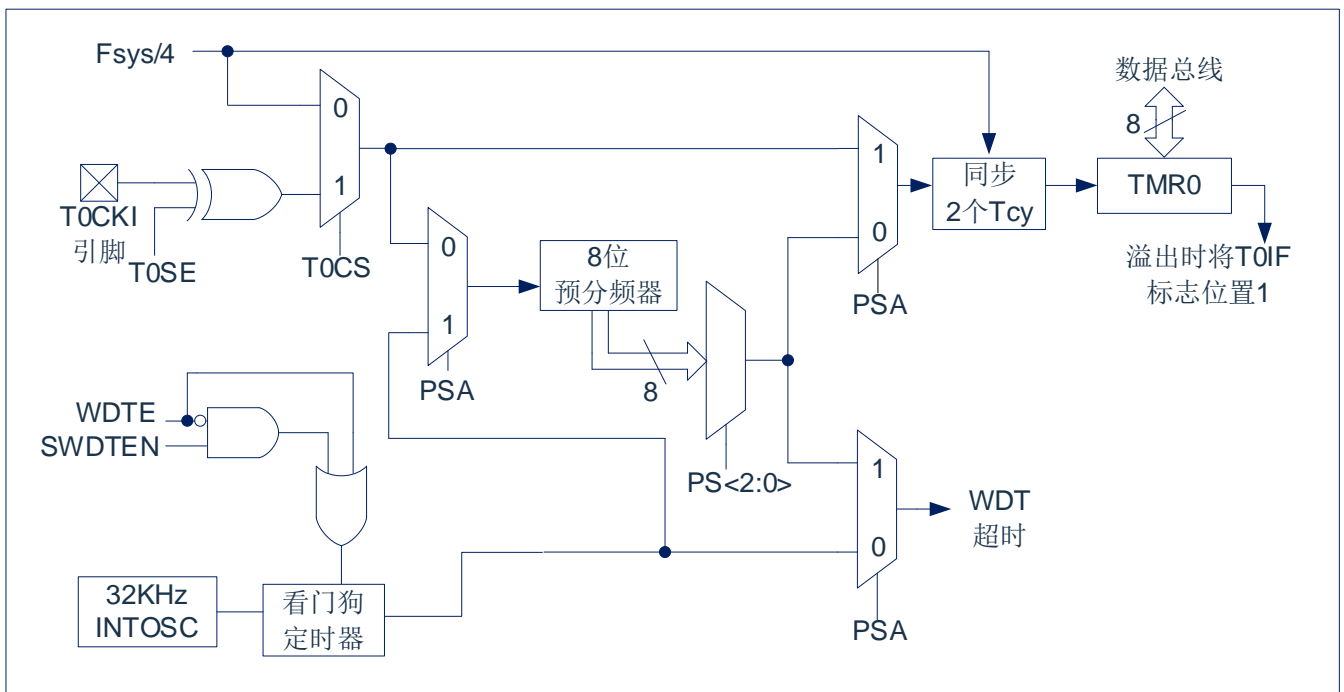 Fsys/4
数据总线
8
0
1
T0CKI
引脚
T0SE
T0CS
0
1
PSA
8位
预分频器
8
PS<2:0>
1
0
PSA
同步
2个Tcy
TMR0
溢出时将T0IF
标志位置1
WDTE
SWDTEN
32KHz
INTOSC
看门狗
定时器
1
0
PSA
WDT
超时